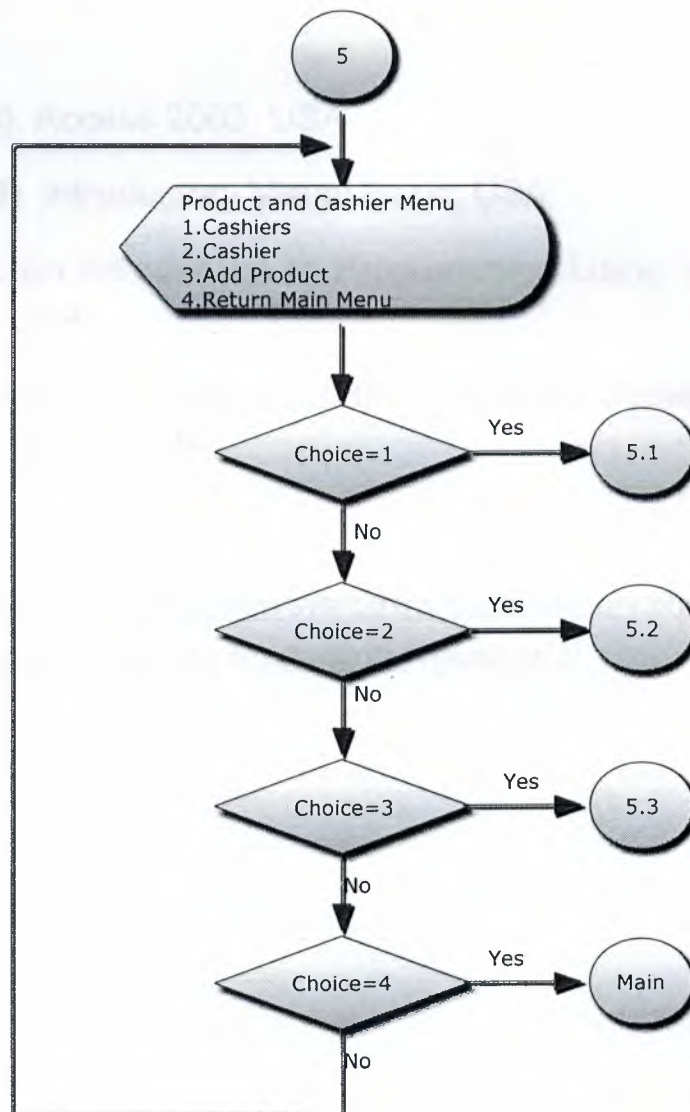 5
Product and Cashier Menu
1.Cashiers
2.Cashier
3.Add Product
4.Return Main Menu
Choice=1
Yes
5.1
No
Choice=2
Yes
5.2
No
Choice=3
Yes
5.3
No
Choice=4
Yes
Main
No